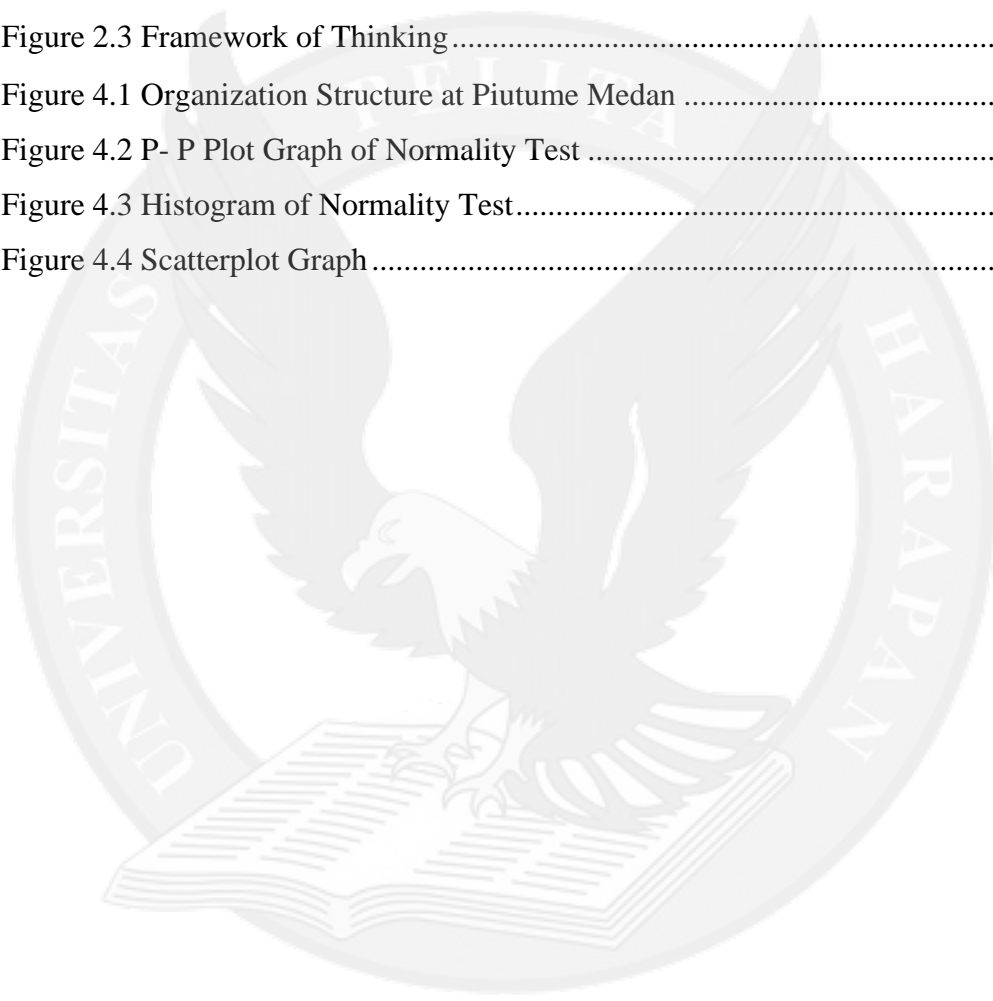 Figure 2.3 Framework of Thinking............................................................................
Figure 4.1 Organization Structure at Piutume Medan............................................
Figure 4.2 P- P Plot Graph of Normality Test........................................................
Figure 4.3 Histogram of Normality Test.................................................................
Figure 4.4 Scatterplot Graph...................................................................................
UNIVERSITAS PELITA HARAPAN